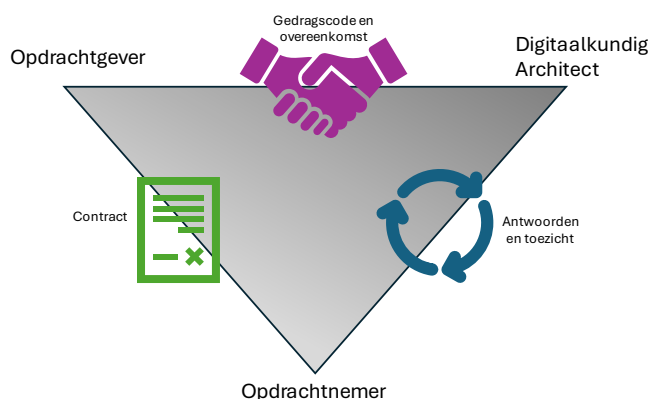 Gedragscode en
overeenkomst
Opdrachtgever
Digitaalkundig
Architect
Contract
Antwoorden
en toezicht
Opdrachtnemer